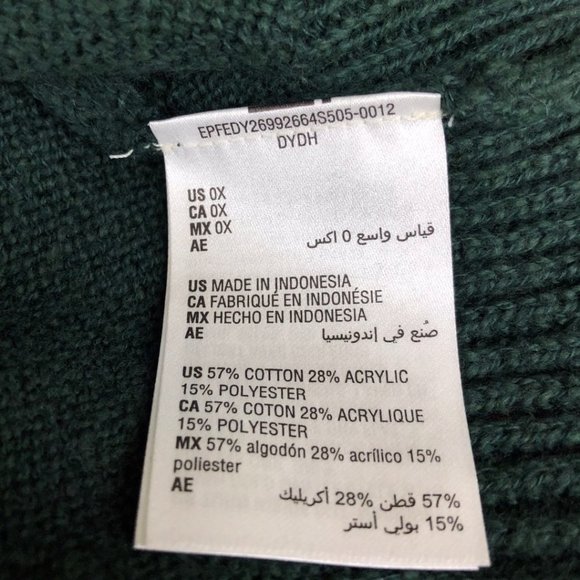 EPFEDY26992664S505-0012
DYDH
US 0X
CA 0X
MX 0X
AE قياس واسع 0 اكس
US MADE IN INDONESIA
CA FABRIQUÉ EN INDONÉSIE
MX HECHO EN INDONESIA
AE صُنع في إندونيسيا
US 57% COTTON 28% ACRYLIC
15% POLYESTER
CA 57% COTON 28% ACRYLIQUE
15% POLYESTER
MX 57% algodón 28% acrílico 15%
poliester
AE 57% قطن 28% أكريليك
15% بولي أستر